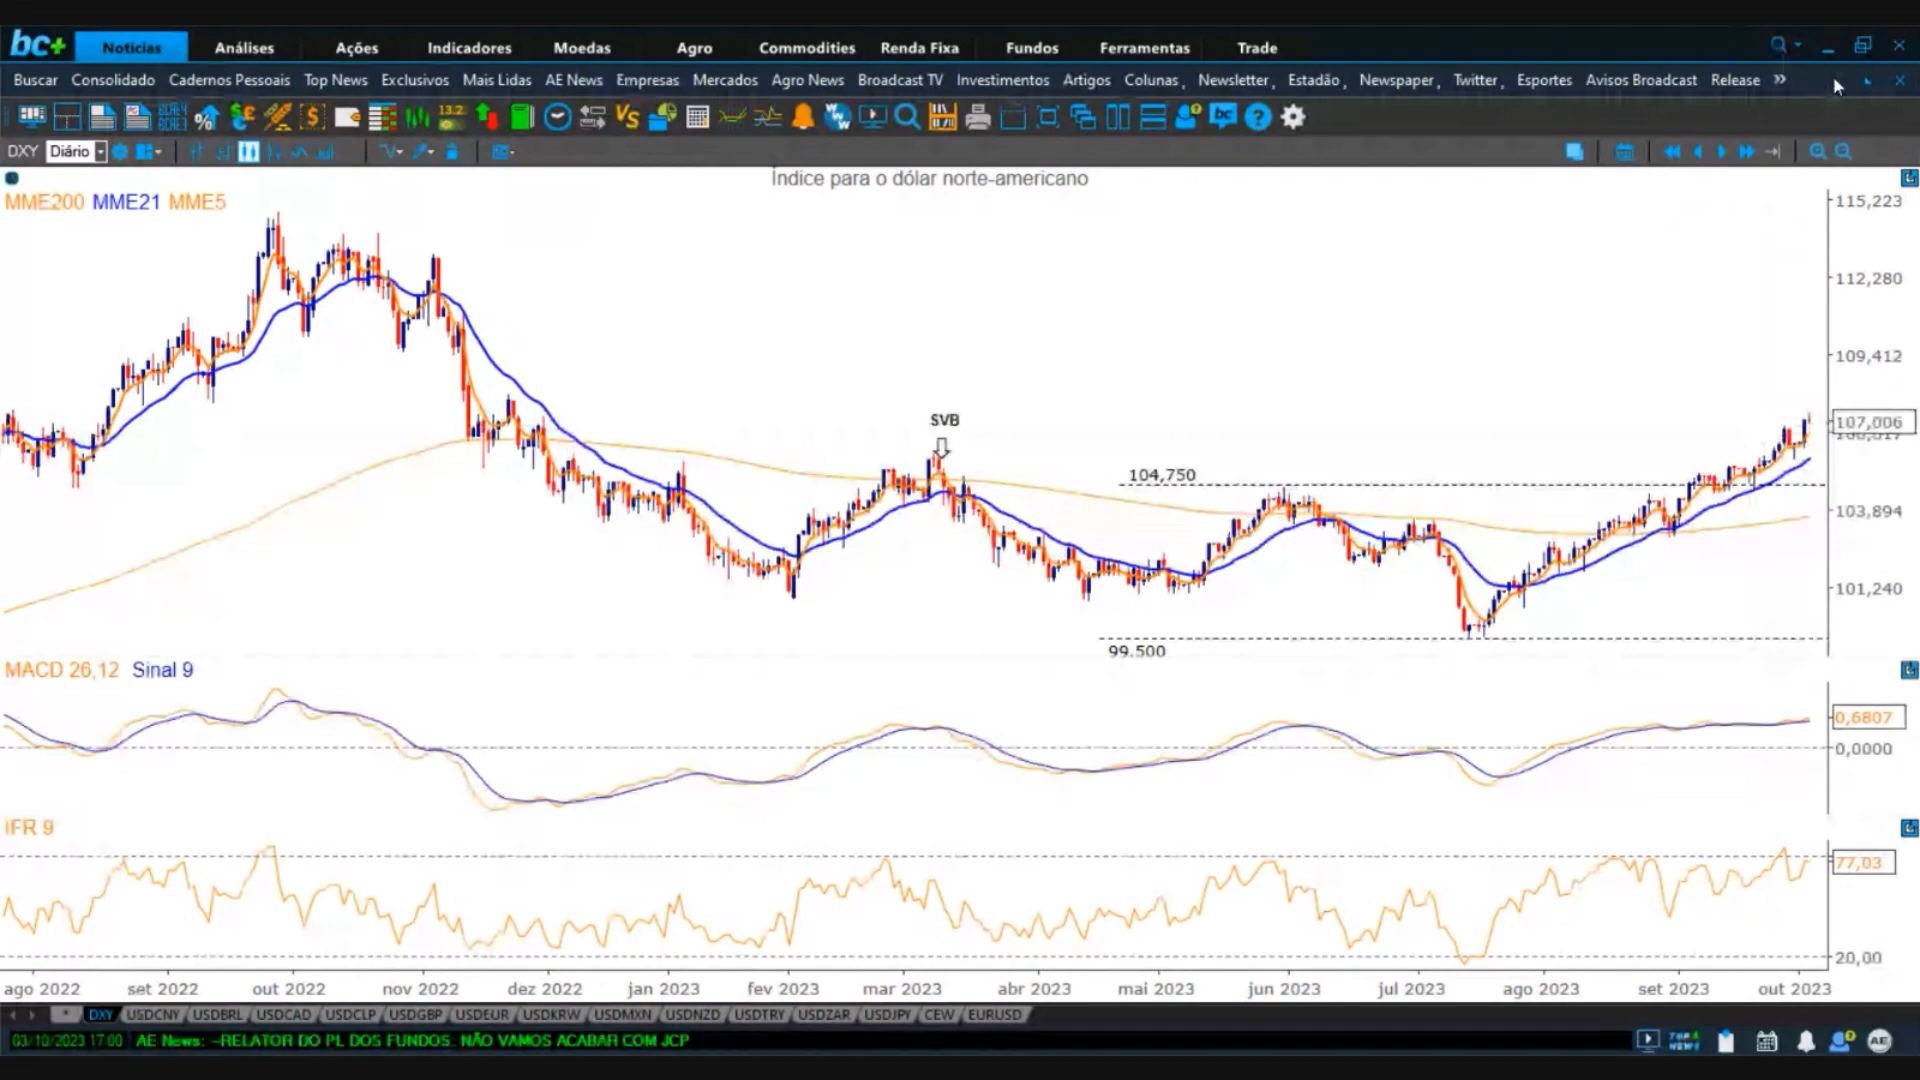 bc+ Notícias Análises Ações Indicadores Moedas Agro Commodities Renda Fixa Fundos Ferramentas Trade
Buscar Consolidado Cadernos Pessoais Top News Exclusivos Mais Lidas AE News Empresas Mercados Agro News Broadcast TV Investimentos Artigos Colunas, Newsletter, Estadão, Newspaper, Twitter, Esportes Avisos Broadcast Release »
DXY Diário
Índice para o dólar norte-americano
MME200 MME21 MME5
115,223
112,280
109,412
SVB
107,006
104,750
103,894
101,240
99.500
MACD 26,12 Sinal 9
0,6807
0,0000
IFR 9
77,03
20,00
ago 2022 set 2022 out 2022 nov 2022 dez 2022 jan 2023 fev 2023 mar 2023 abr 2023 mai 2023 jun 2023 jul 2023 ago 2023 set 2023 out 2023
* DXY USDCNY USDBRL USDCAD USDCLP USDGBP USDEUR USDKRW USDMXN USDNZD USDTRY USDZAR USDJPY CEW EURUSD
03/10/2023 17:00 AE News: -RELATOR DO PL DOS FUNDOS: NÃO VAMOS ACABAR COM JCP
TOP NEWS
AE